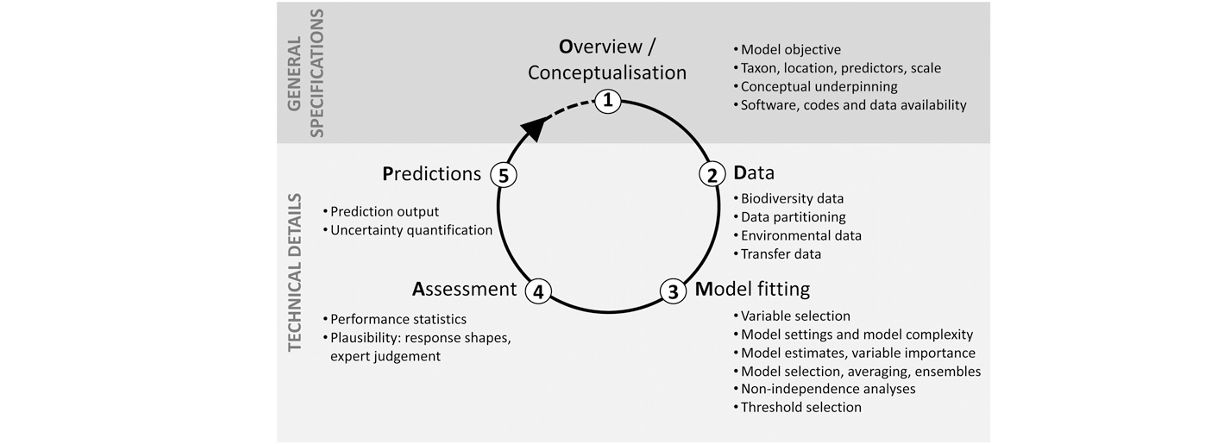 GENERAL
SPECIFICATIONS
Overview /
Conceptualisation
1
• Model objective
• Taxon, location, predictors, scale
• Conceptual underpinning
• Software, codes and data availability
TECHNICAL DETAILS
2
Data
• Biodiversity data
• Data partitioning
• Environmental data
• Transfer data
3
Model fitting
• Variable selection
• Model settings and model complexity
• Model estimates, variable importance
• Model selection, averaging, ensembles
• Non-independence analyses
• Threshold selection
Assessment
4
• Performance statistics
• Plausibility: response shapes,
expert judgement
Predictions
5
• Prediction output
• Uncertainty quantification